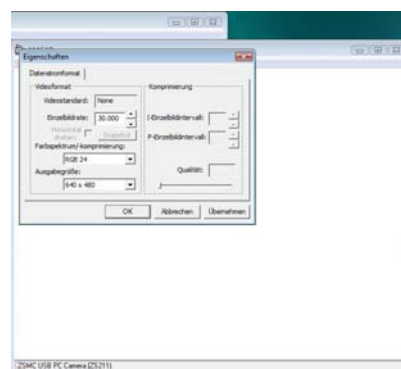 Eigenschaften
Datenstromformat
Videoformat
Videostandard: None
Einzelbildrate: 30.000
Horizontal drehen
Snapshot
Farbspektrum/-komprimierung:
RGB 24
Ausgabegröße:
640 x 480
Komprimierung
I-Einzelbildintervall:
P-Einzelbildintervall:
Qualität:
OK Abbrechen Übernehmen
ZSMC USB PC Camera (ZS211)